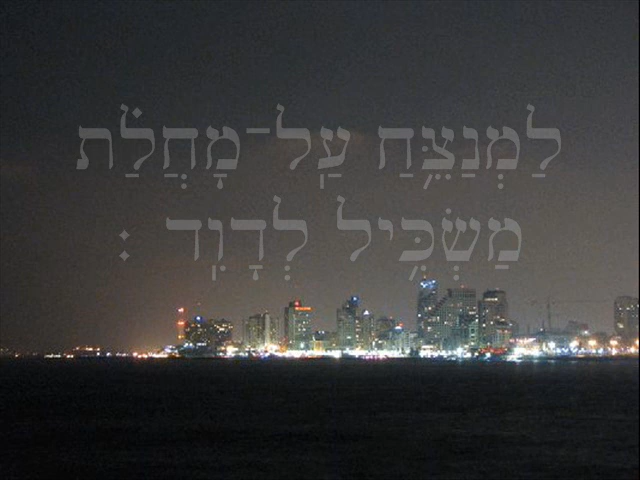 לַמְנַצֵּ֥חַ עַֽל־מָחֲלַ֗ת
מַשְׂכִּ֥יל לְדָוִֽד ׃